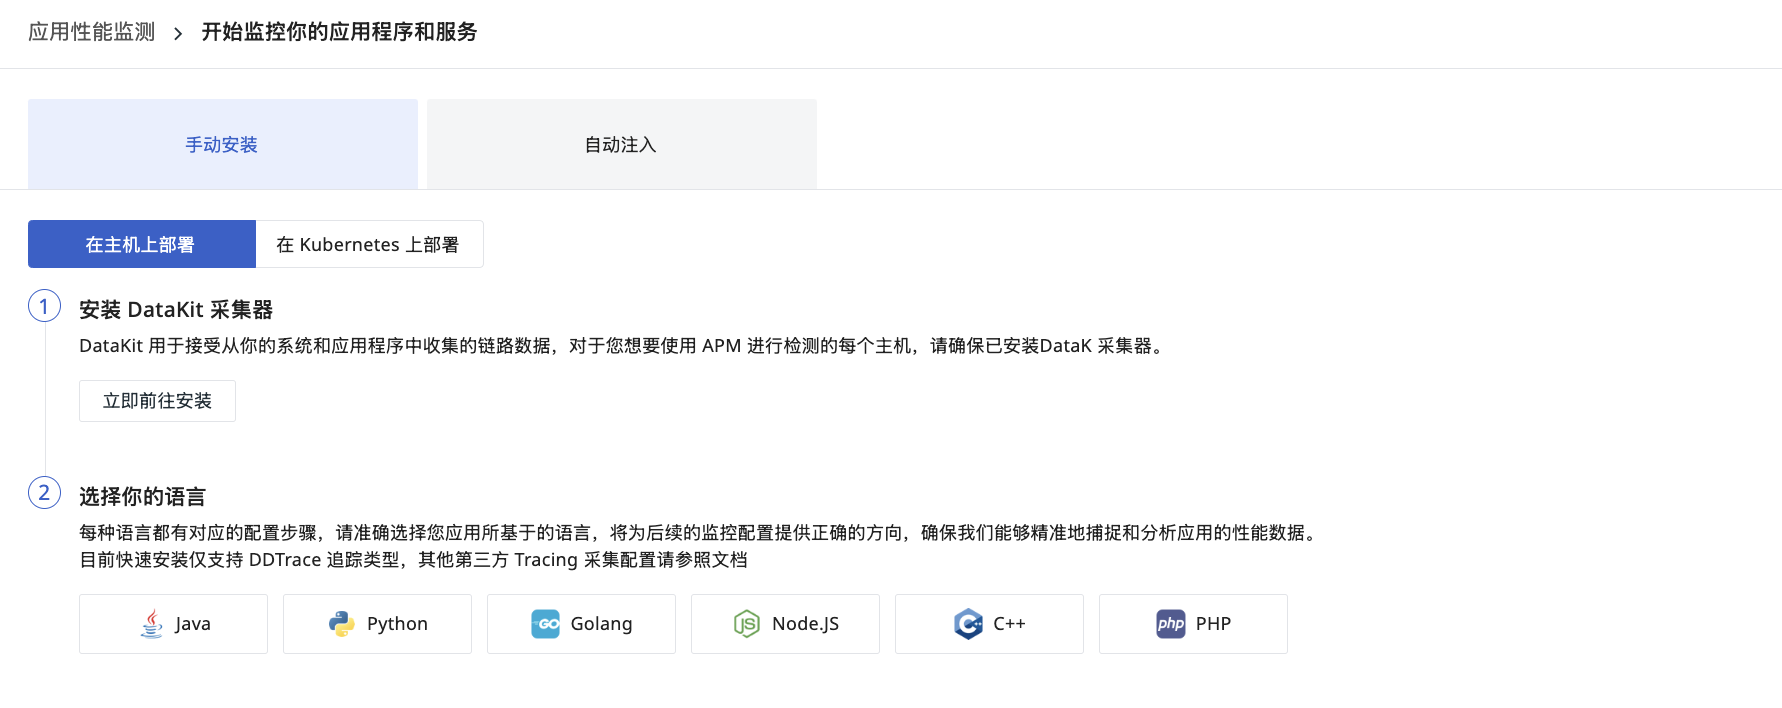 应用性能监测 > 开始监控你的应用程序和服务
手动安装
自动注入
在主机上部署
在 Kubernetes 上部署
1
安装 DataKit 采集器
DataKit 用于接受从你的系统和应用程序中收集的链路数据，对于您想要使用 APM 进行检测的每个主机，请确保已安装DataK 采集器。
立即前往安装
2
选择你的语言
每种语言都有对应的配置步骤，请准确选择您应用所基于的语言，将为后续的监控配置提供正确的方向，确保我们能够精准地捕捉和分析应用的性能数据。
目前快速安装仅支持 DDTrace 追踪类型，其他第三方 Tracing 采集配置请参照文档
Java
Python
GO Golang
JS Node.JS
C++ C++
php PHP